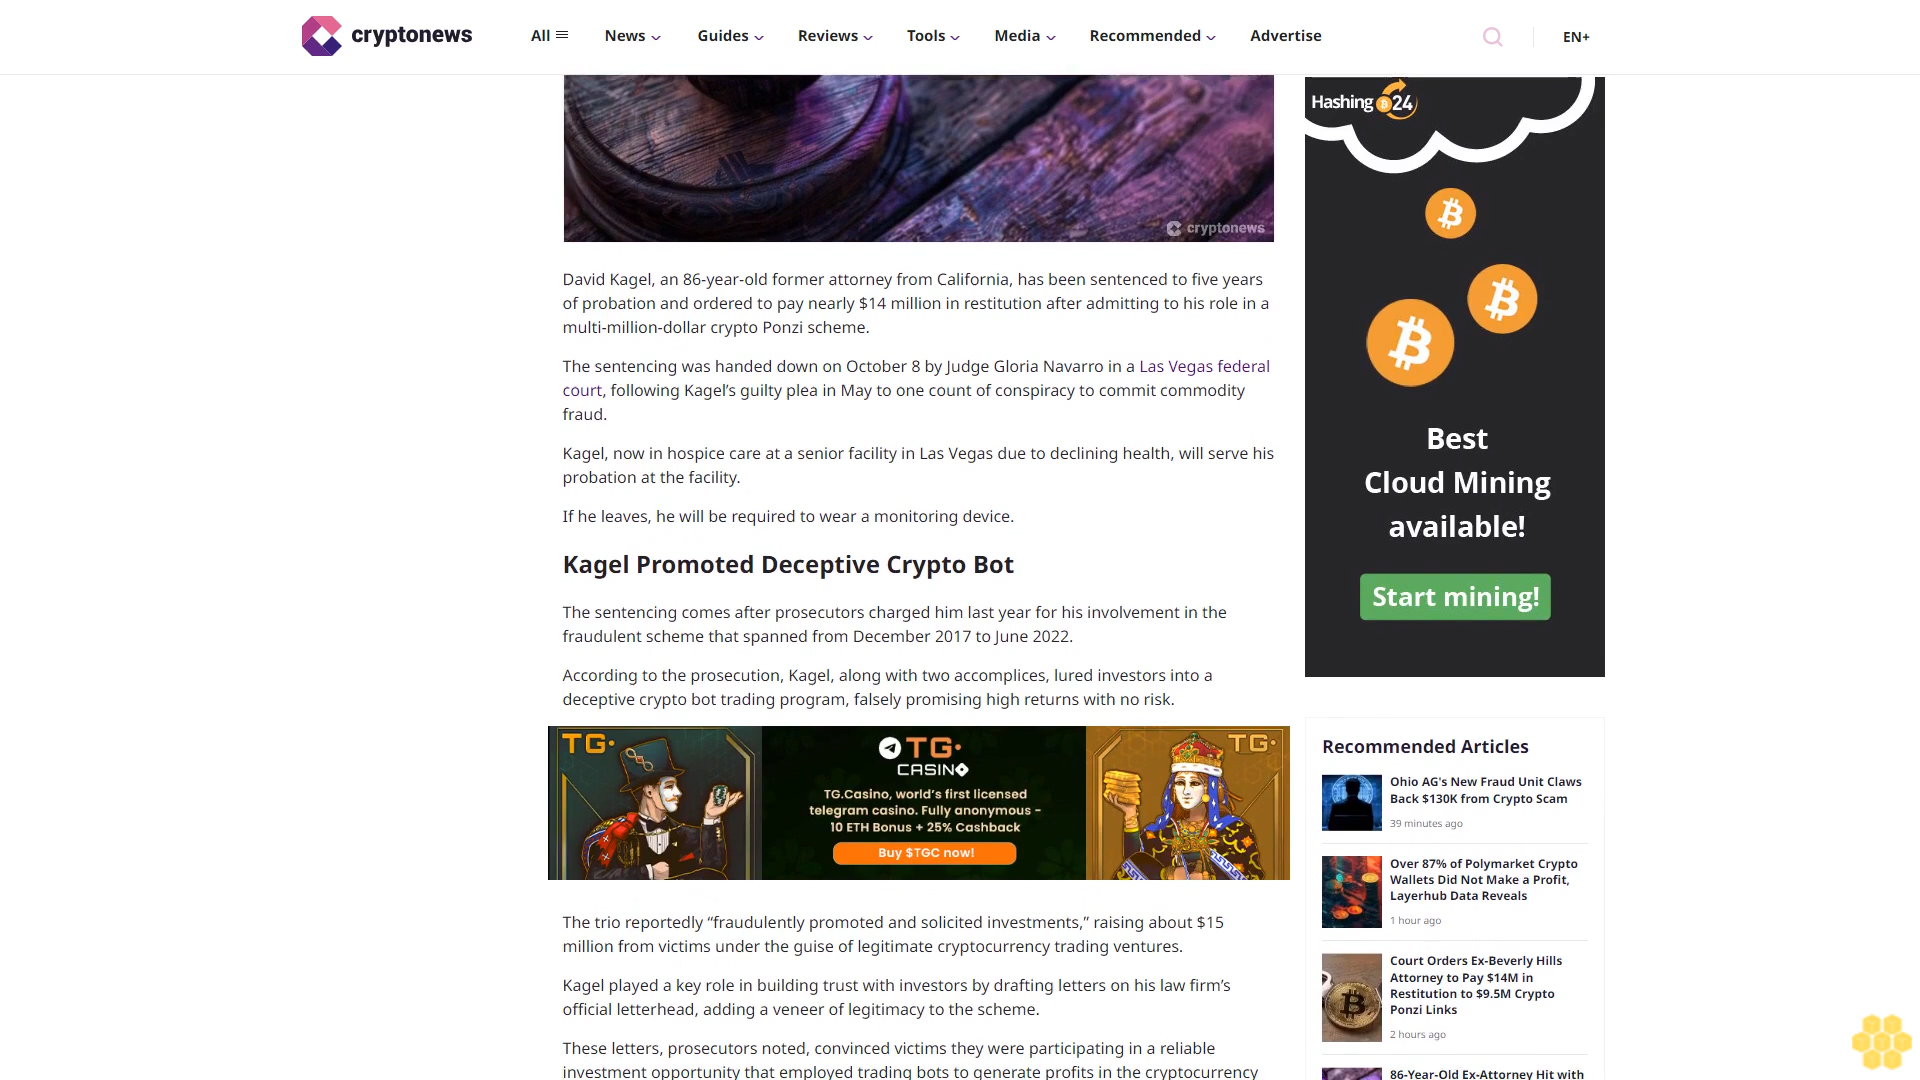 cryptonews
All
News
Guides
Reviews
Tools
Media
Recommended
Advertise
EN+
cryptonews
David Kagel, an 86-year-old former attorney from California, has been sentenced to five years
of probation and ordered to pay nearly $14 million in restitution after admitting to his role in a
multi-million-dollar crypto Ponzi scheme.
The sentencing was handed down on October 8 by Judge Gloria Navarro in a Las Vegas federal
court, following Kagel’s guilty plea in May to one count of conspiracy to commit commodity
fraud.
Kagel, now in hospice care at a senior facility in Las Vegas due to declining health, will serve his
probation at the facility.
If he leaves, he will be required to wear a monitoring device.
Kagel Promoted Deceptive Crypto Bot
The sentencing comes after prosecutors charged him last year for his involvement in the
fraudulent scheme that spanned from December 2017 to June 2022.
According to the prosecution, Kagel, along with two accomplices, lured investors into a
deceptive crypto bot trading program, falsely promising high returns with no risk.
TG.
TG.
CASINO
TG.Casino, world’s first licensed
telegram casino. Fully anonymous -
10 ETH Bonus + 25% Cashback
Buy $TGC now!
TG.
The trio reportedly “fraudulently promoted and solicited investments,” raising about $15
million from victims under the guise of legitimate cryptocurrency trading ventures.
Kagel played a key role in building trust with investors by drafting letters on his law firm’s
official letterhead, adding a veneer of legitimacy to the scheme.
These letters, prosecutors noted, convinced victims they were participating in a reliable
investment opportunity that employed trading bots to generate profits in the cryptocurrency
Hashing 24
Best
Cloud Mining
available!
Start mining!
Recommended Articles
Ohio AG's New Fraud Unit Claws
Back $130K from Crypto Scam
39 minutes ago
Over 87% of Polymarket Crypto
Wallets Did Not Make a Profit,
Layerhub Data Reveals
1 hour ago
Court Orders Ex-Beverly Hills
Attorney to Pay $14M in
Restitution to $9.5M Crypto
Ponzi Links
2 hours ago
86-Year-Old Ex-Attorney Hit with